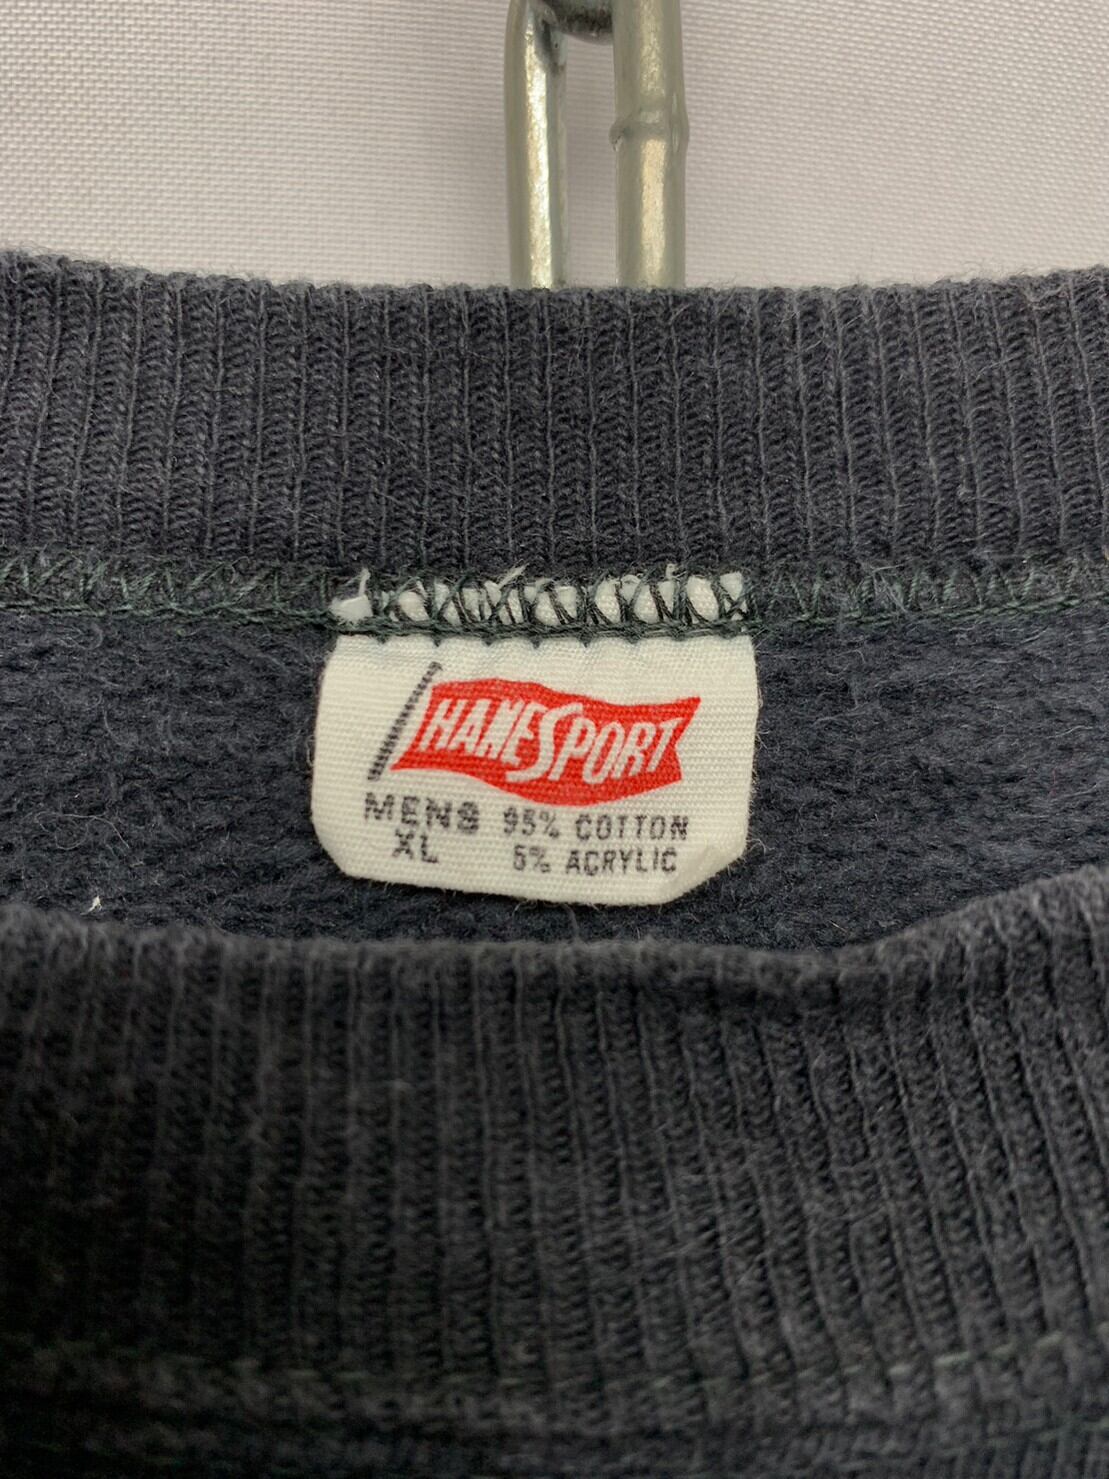 HANESPORT
MENS 95% COTTON
XL 5% ACRYLIC